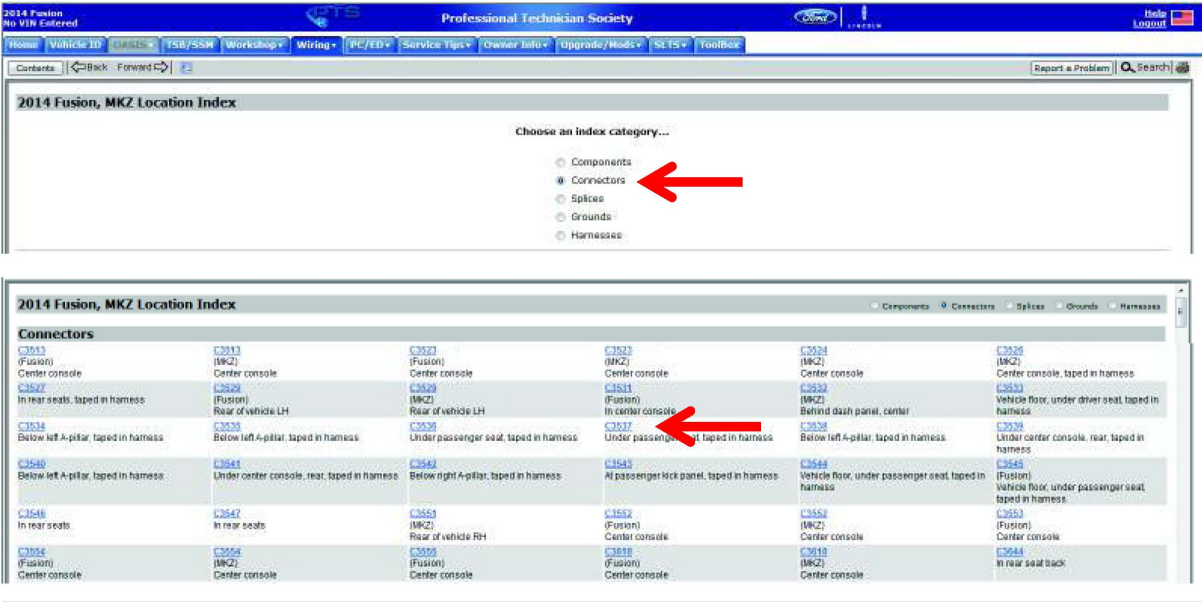 2014 Fusion
No VIN Entered
PTS
Professional Technician Society
Ford
LINCOLN
Help
Logout
Home Vehicle ID OASIS TSB/SSM Workshop Wiring PC/ED Service Tips Owner Info Upgrade/Mods SLTS ToolBox
Contents Back Forward
Report a Problem Search
2014 Fusion, MKZ Location Index
Choose an index category...
Components
Connectors
Splices
Grounds
Harnesses
2014 Fusion, MKZ Location Index
Components Connectors Splices Grounds Harnesses
Connectors
C3513 C3513 C3523 C3523 C3524 C3526
(Fusion) (MKZ) (Fusion) (MKZ) (MKZ) (MKZ)
Center console Center console Center console Center console Center console Center console, taped in harness
C3527 C3529 C3529 C3531 C3532 C3533
In rear seats, taped in harness (Fusion) (MKZ) (Fusion) (MKZ) Vehicle floor, under driver seat, taped in
Rear of vehicle LH Rear of vehicle LH In center console Behind dash panel, center harness
C3534 C3535 C3536 C3537 C3538 C3539
Below left A-pillar, taped in harness Below left A-pillar, taped in harness Under passenger seat, taped in harness Under passenger seat, taped in harness Below left A-pillar, taped in harness Under center console, rear, taped in
harness
C3540 C3541 C3542 C3543 C3544 C3545
Below left A-pillar, taped in harness Under center console, rear, taped in harness Below right A-pillar, taped in harness At passenger kick panel, taped in harness Vehicle floor, under passenger seat, taped in (Fusion)
harness Vehicle floor, under passenger seat,
taped in harness
C3546 C3547 C3551 C3552 C3552 C3553
In rear seats In rear seats (MKZ) (Fusion) (MKZ) (Fusion)
Rear of vehicle RH Center console Center console Center console
C3554 C3554 C3555 C3618 C3618 C3644
(Fusion) (MKZ) (Fusion) (Fusion) (MKZ) In rear seat back
Center console Center console Center console Center console Center console